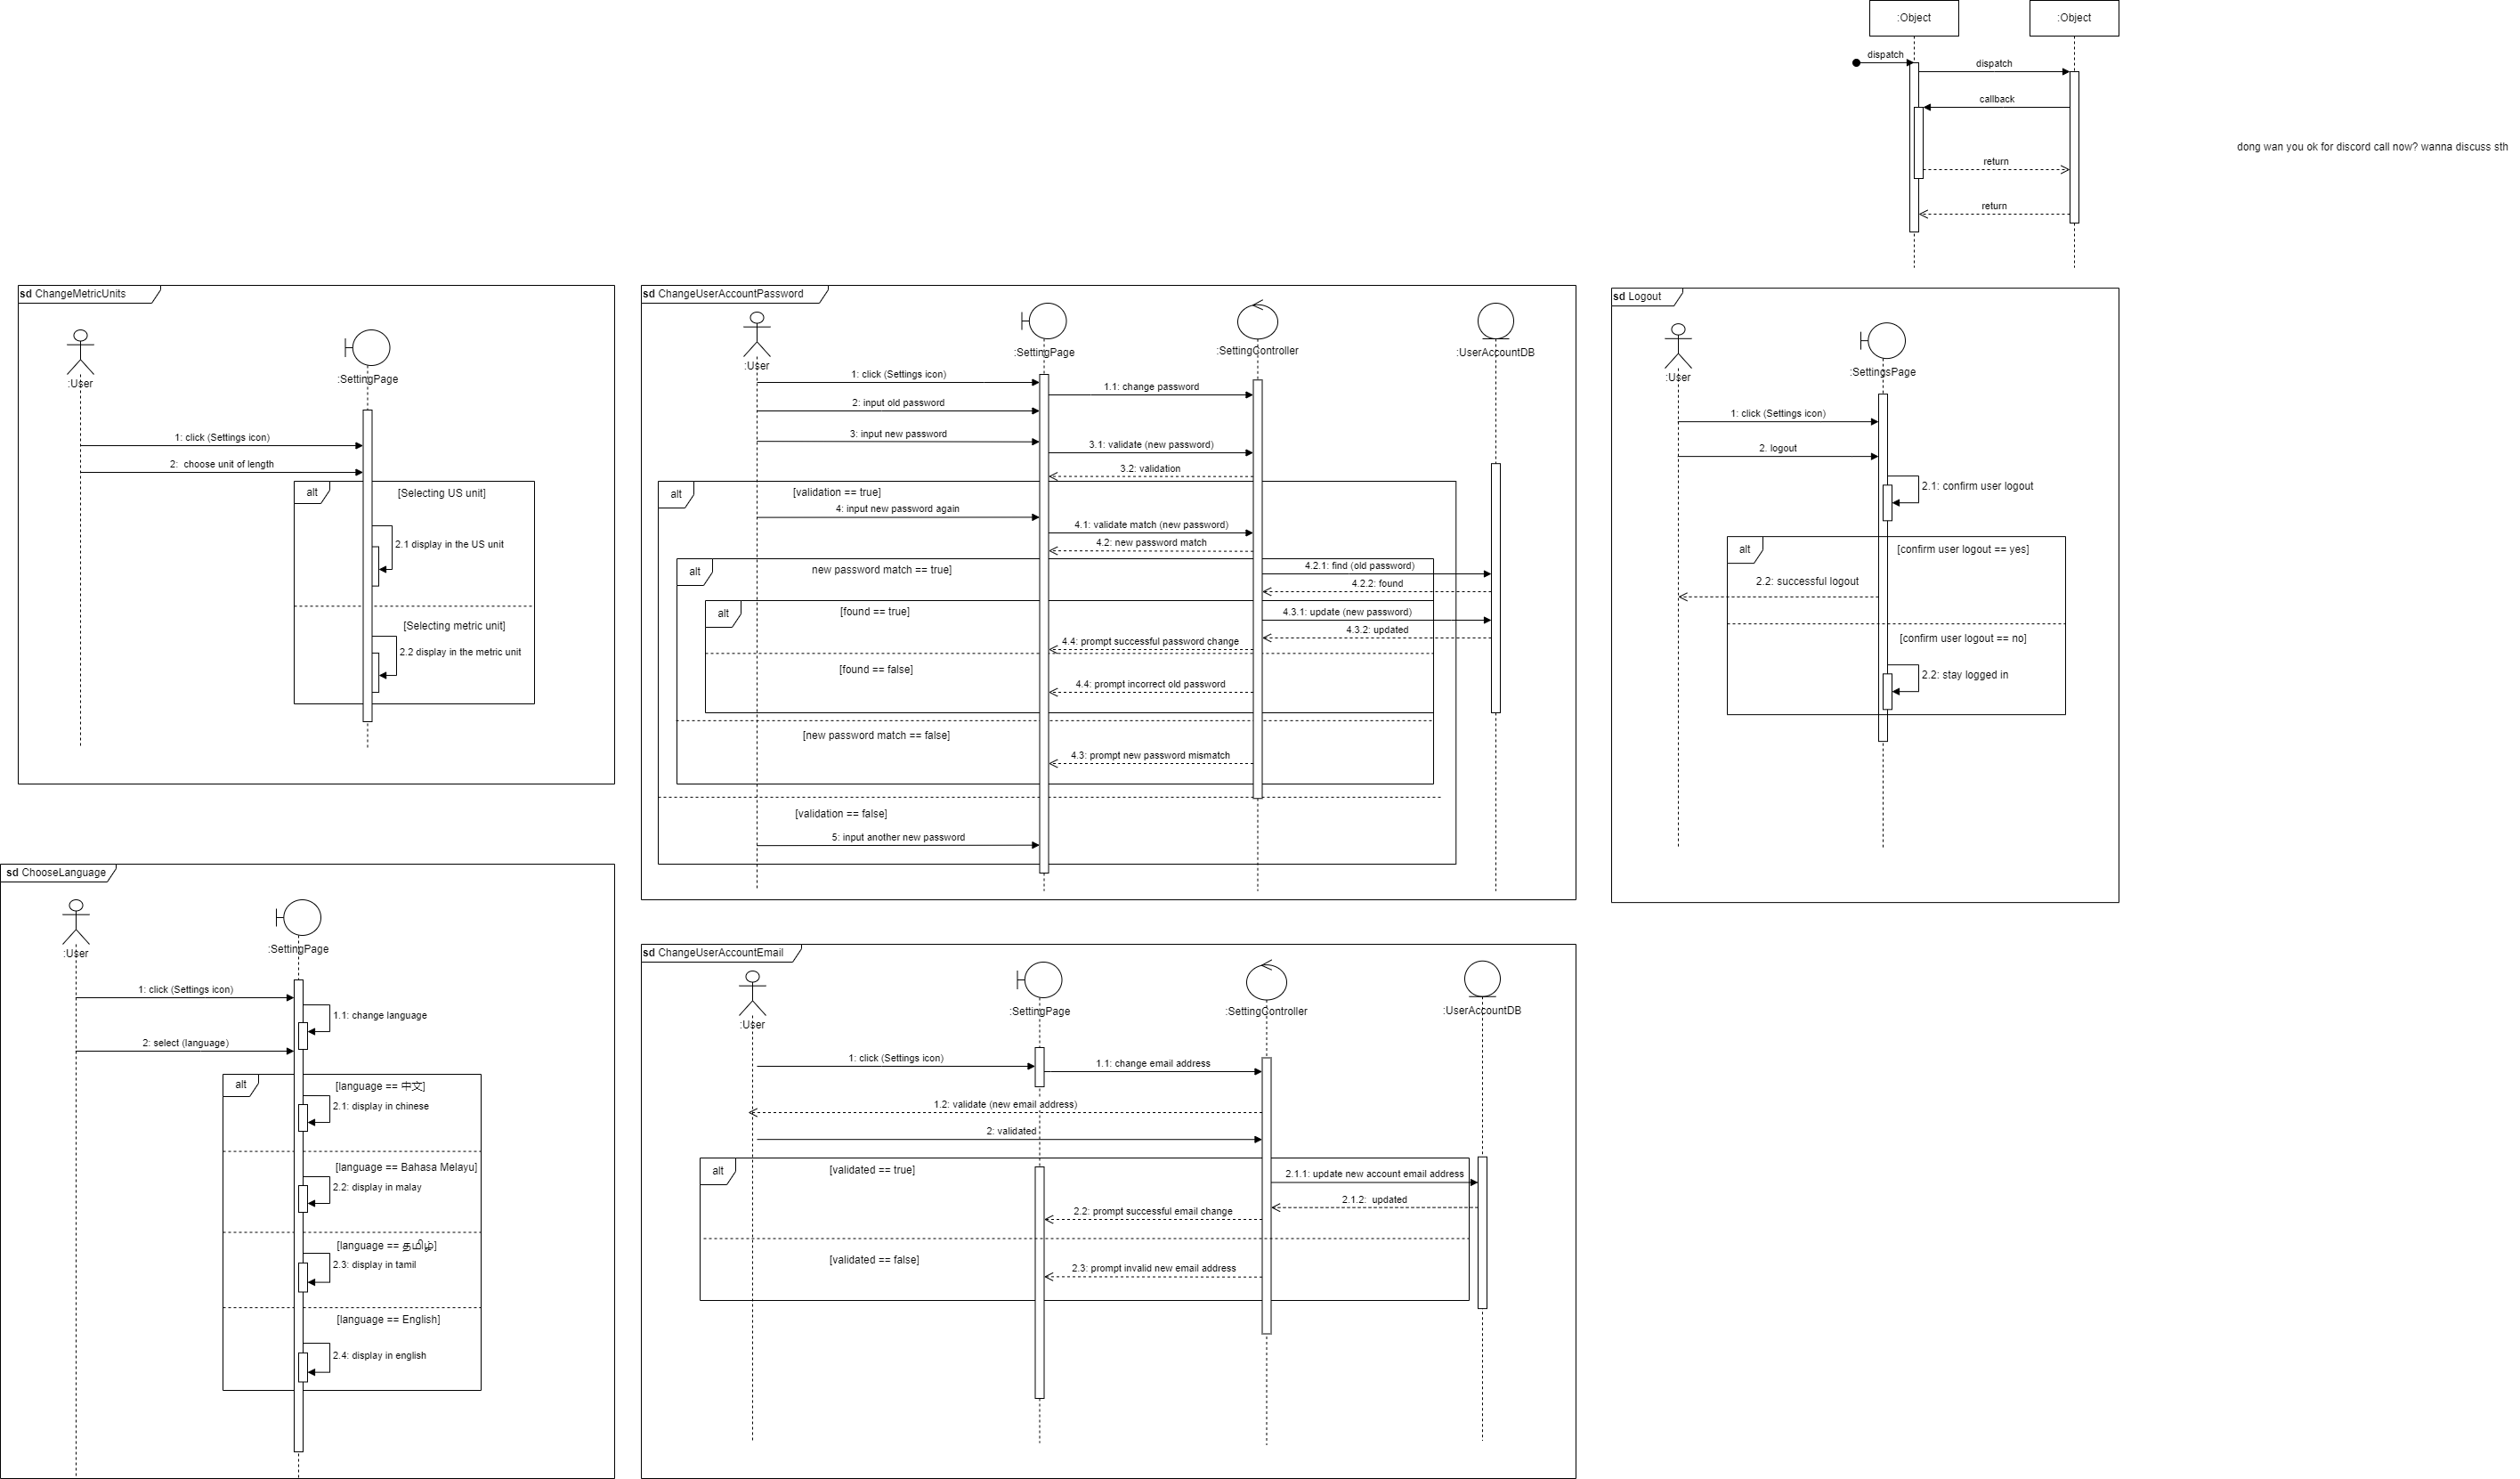 :Object
:Object
dispatch
dispatch
callback
return
return
dong wan you ok for discord call now? wanna discuss sth
sd ChangeMetricUnits
:User
:SettingPage
1: click (Settings icon)
2: choose unit of length
alt
[Selecting US unit]
2.1 display in the US unit
[Selecting metric unit]
2.2 display in the metric unit
sd ChangeUserAccountPassword
:User
:SettingPage
:SettingController
:UserAccountDB
1: click (Settings icon)
1.1: change password
2: input old password
3: input new password
3.1: validate (new password)
3.2: validation
alt
[validation == true]
4: input new password again
4.1: validate match (new password)
4.2: new password match
alt
new password match == true]
4.2.1: find (old password)
4.2.2: found
alt
[found == true]
4.3.1: update (new password)
4.3.2: updated
4.4: prompt successful password change
[found == false]
4.4: prompt incorrect old password
[new password match == false]
4.3: prompt new password mismatch
[validation == false]
5: input another new password
sd Logout
:User
:SettingsPage
1: click (Settings icon)
2. logout
2.1: confirm user logout
alt
[confirm user logout == yes]
2.2: successful logout
[confirm user logout == no]
2.2: stay logged in
sd ChooseLanguage
:User
:SettingPage
1: click (Settings icon)
1.1: change language
2: select (language)
alt
[language == 中文]
2.1: display in chinese
[language == Bahasa Melayu]
2.2: display in malay
[language == தமிழ்]
2.3: display in tamil
[language == English]
2.4: display in english
sd ChangeUserAccountEmail
:User
:SettingPage
:SettingController
:UserAccountDB
1: click (Settings icon)
1.1: change email address
1.2: validate (new email address)
2: validated
alt
[validated == true]
2.1.1: update new account email address
2.1.2: updated
2.2: prompt successful email change
[validated == false]
2.3: prompt invalid new email address